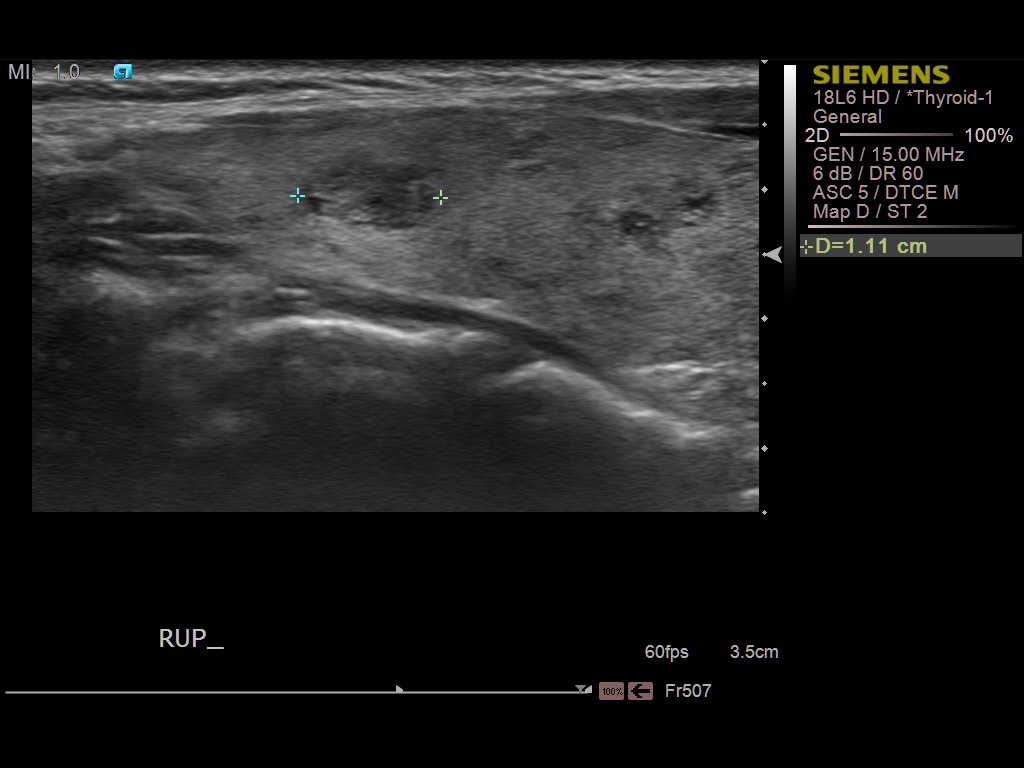 MI: 1.0
SIEMENS
18L6 HD / *Thyroid-1
General
2D 100%
GEN / 15.00 MHz
6 dB / DR 60
ASC 5 / DTCE M
Map D / ST 2
D=1.11 cm
RUP_
60fps 3.5cm
100% Fr507